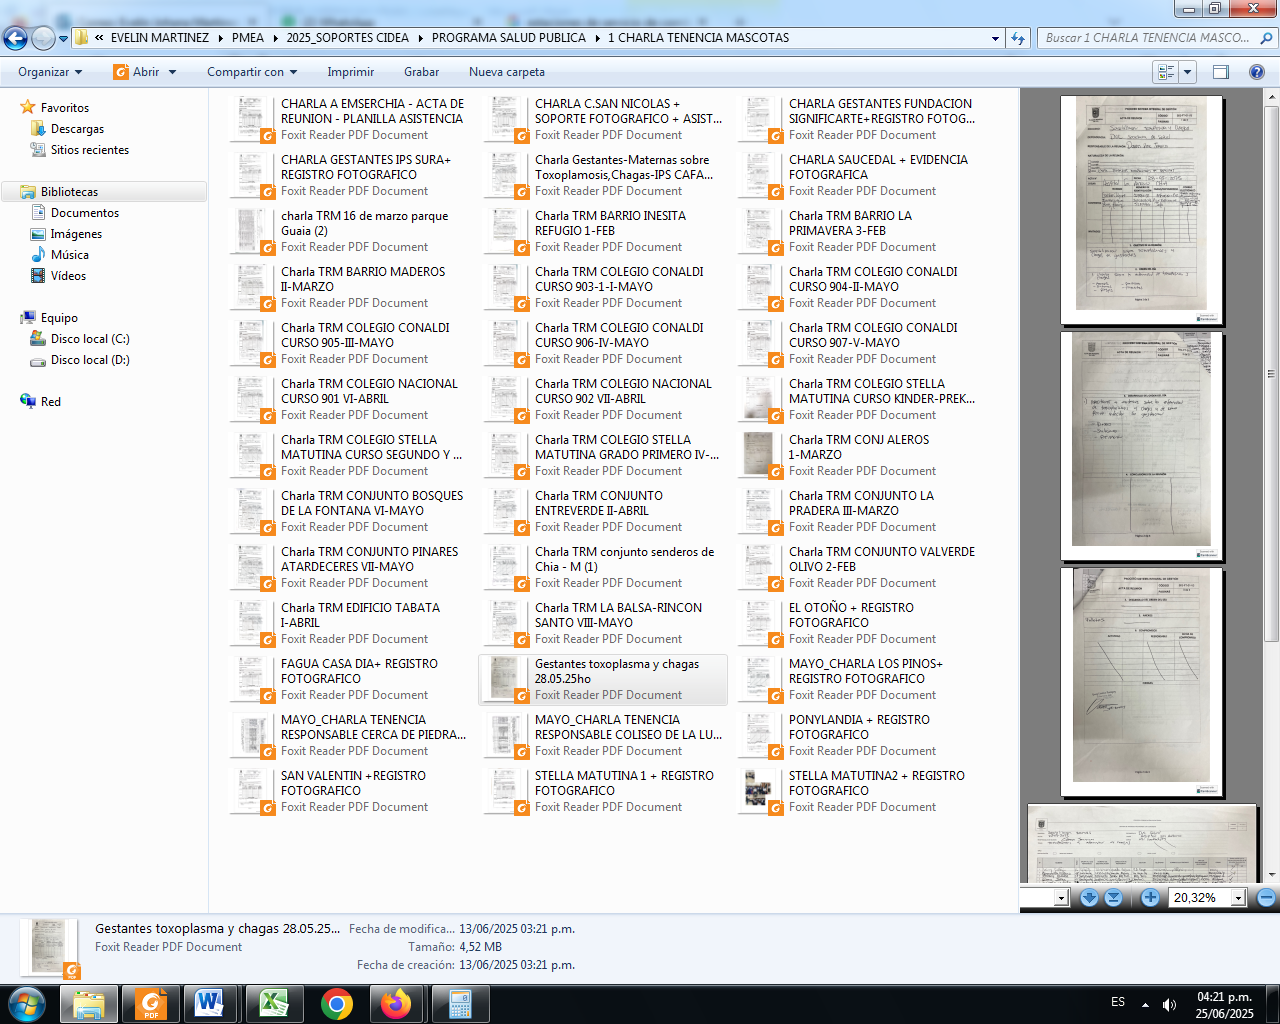 « EVELIN MARTINEZ ▸ PMEA ▸ 2025_SOPORTES CIDEA ▸ PROGRAMA SALUD PUBLICA ▸ 1 CHARLA TENENCIA MASCOTAS
Buscar 1 CHARLA TENENCIA MASCO...
Organizar Abrir Compartir con Imprimir Grabar Nueva carpeta
Favoritos
Descargas
Sitios recientes
Bibliotecas
Documentos
Imágenes
Música
Vídeos
Equipo
Disco local (C:)
Disco local (D:)
Red
CHARLA A EMSERCHIA - ACTA DE
REUNION - PLANILLA ASISTENCIA
Foxit Reader PDF Document
CHARLA C.SAN NICOLAS +
SOPORTE FOTOGRAFICO + ASIST...
Foxit Reader PDF Document
CHARLA GESTANTES FUNDACION
SIGNIFICARTE+REGISTRO FOTOG...
Foxit Reader PDF Document
CHARLA GESTANTES IPS SURA+
REGISTRO FOTOGRAFICO
Foxit Reader PDF Document
Charla Gestantes-Maternas sobre
Toxoplamosis,Chagas-IPS CAFA...
Foxit Reader PDF Document
CHARLA SAUCEDAL + EVIDENCIA
FOTOGRAFICA
Foxit Reader PDF Document
charla TRM 16 de marzo parque
Guaia (2)
Foxit Reader PDF Document
Charla TRM BARRIO INESITA
REFUGIO 1-FEB
Foxit Reader PDF Document
Charla TRM BARRIO LA
PRIMAVERA 3-FEB
Foxit Reader PDF Document
Charla TRM BARRIO MADEROS
II-MARZO
Foxit Reader PDF Document
Charla TRM COLEGIO CONALDI
CURSO 903-1-I-MAYO
Foxit Reader PDF Document
Charla TRM COLEGIO CONALDI
CURSO 904-II-MAYO
Foxit Reader PDF Document
Charla TRM COLEGIO CONALDI
CURSO 905-III-MAYO
Foxit Reader PDF Document
Charla TRM COLEGIO CONALDI
CURSO 906-IV-MAYO
Foxit Reader PDF Document
Charla TRM COLEGIO CONALDI
CURSO 907-V-MAYO
Foxit Reader PDF Document
Charla TRM COLEGIO NACIONAL
CURSO 901 VI-ABRIL
Foxit Reader PDF Document
Charla TRM COLEGIO NACIONAL
CURSO 902 VII-ABRIL
Foxit Reader PDF Document
Charla TRM COLEGIO STELLA
MATUTINA CURSO KINDER-PREK...
Foxit Reader PDF Document
Charla TRM COLEGIO STELLA
MATUTINA CURSO SEGUNDO Y ...
Foxit Reader PDF Document
Charla TRM COLEGIO STELLA
MATUTINA GRADO PRIMERO IV-...
Foxit Reader PDF Document
Charla TRM CONJ ALEROS
1-MARZO
Foxit Reader PDF Document
Charla TRM CONJUNTO BOSQUES
DE LA FONTANA VI-MAYO
Foxit Reader PDF Document
Charla TRM CONJUNTO
ENTREVERDE II-ABRIL
Foxit Reader PDF Document
Charla TRM CONJUNTO LA
PRADERA III-MARZO
Foxit Reader PDF Document
Charla TRM CONJUNTO PINARES
ATARDECERES VII-MAYO
Foxit Reader PDF Document
Charla TRM conjunto senderos de
Chia - M (1)
Foxit Reader PDF Document
Charla TRM CONJUNTO VALVERDE
OLIVO 2-FEB
Foxit Reader PDF Document
Charla TRM EDIFICIO TABATA
I-ABRIL
Foxit Reader PDF Document
Charla TRM LA BALSA-RINCON
SANTO VIII-MAYO
Foxit Reader PDF Document
EL OTOÑO + REGISTRO
FOTOGRAFICO
Foxit Reader PDF Document
FAGUA CASA DIA+ REGISTRO
FOTOGRAFICO
Foxit Reader PDF Document
Gestantes toxoplasma y chagas
28.05.25ho
Foxit Reader PDF Document
MAYO_CHARLA LOS PINOS+
REGISTRO FOTOGRAFICO
Foxit Reader PDF Document
MAYO_CHARLA TENENCIA
RESPONSABLE CERCA DE PIEDRA...
Foxit Reader PDF Document
MAYO_CHARLA TENENCIA
RESPONSABLE COLISEO DE LA LU...
Foxit Reader PDF Document
PONYLANDIA + REGISTRO
FOTOGRAFICO
Foxit Reader PDF Document
SAN VALENTIN +REGISTRO
FOTOGRAFICO
Foxit Reader PDF Document
STELLA MATUTINA 1 + REGISTRO
FOTOGRAFICO
Foxit Reader PDF Document
STELLA MATUTINA2 + REGISTRO
FOTOGRAFICO
Foxit Reader PDF Document
ACTA DE REUNION
20,32%
Gestantes toxoplasma y chagas 28.05.25... Fecha de modifica... 13/06/2025 03:21 p.m.
Foxit Reader PDF Document Tamaño: 4,52 MB
Fecha de creación: 13/06/2025 03:21 p.m.
PDF
ES
04:21 p.m.
25/06/2025